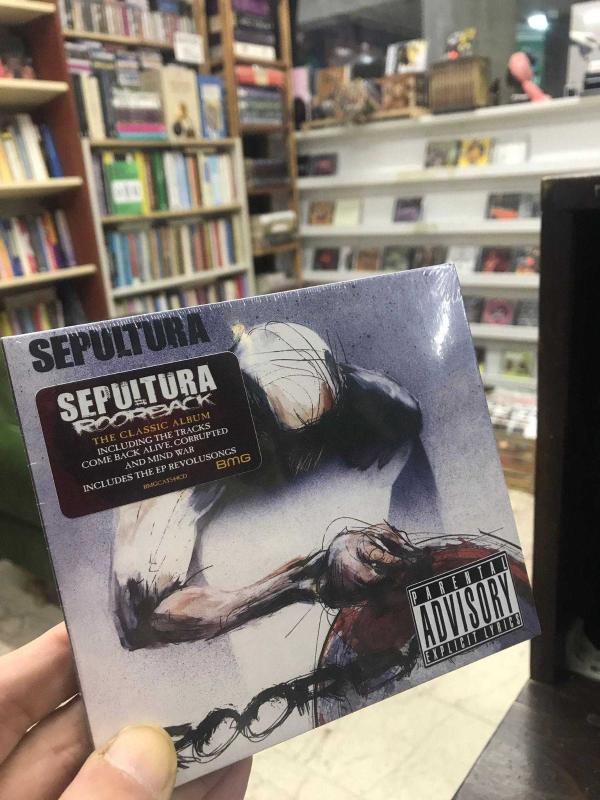 SEPULTURA
SEPULTURA
ROORBACK
THE CLASSIC ALBUM
INCLUDING THE TRACKS
COME BACK ALIVE, CORRUPTED
AND MIND WAR
INCLUDES THE EP REVOLUSONGS
BMG
BMGCAT544CD
PARENTAL
ADVISORY
EXPLICIT LYRICS